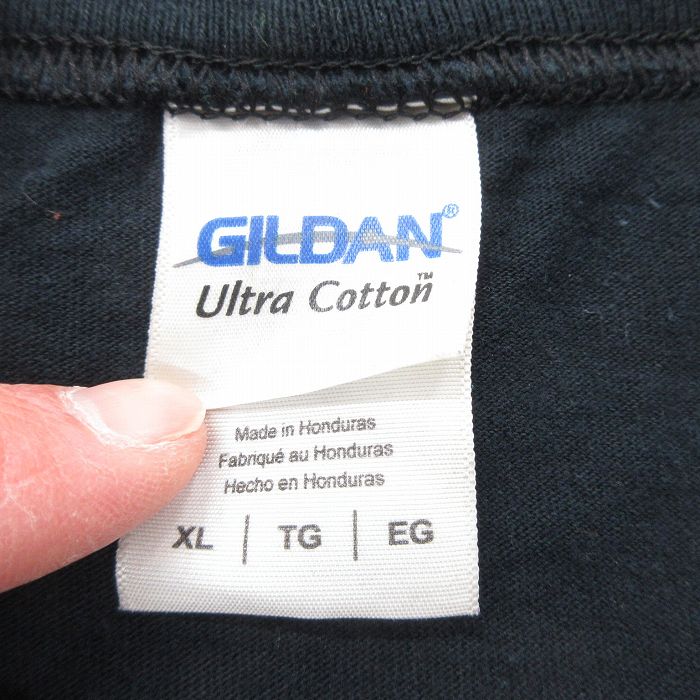 GILDAN®
Ultra Cotton™
Made in Honduras
Fabriqué au Honduras
Hecho en Honduras
XL | TG | EG